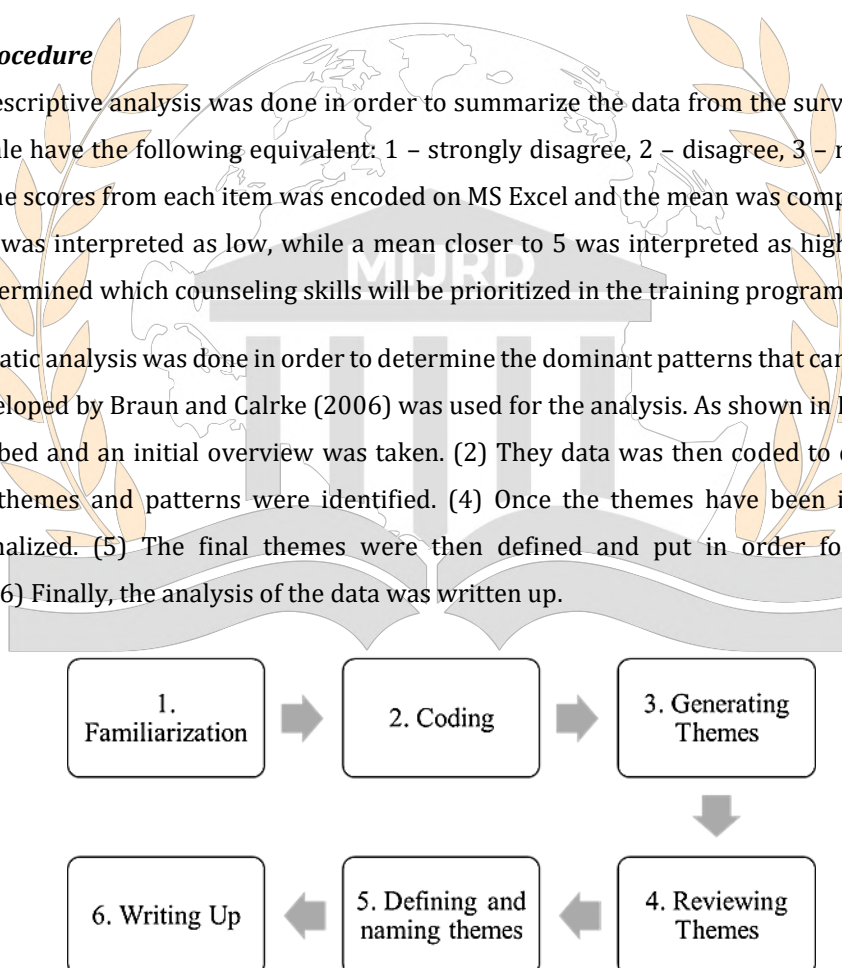 ocedure
escriptive analysis was done in order to summarize the data from the surv
le have the following equivalent: 1 – strongly disagree, 2 – disagree, 3 –
e scores from each item was encoded on MS Excel and the mean was comp
was interpreted as low, while a mean closer to 5 was interpreted as high
ermined which counseling skills will be prioritized in the training program
MIJRD
atic analysis was done in order to determine the dominant patterns that can
eloped by Braun and Calrke (2006) was used for the analysis. As shown in
bed and an initial overview was taken. (2) They data was then coded to
themes and patterns were identified. (4) Once the themes have been i
nalized. (5) The final themes were then defined and put in order fo
6) Finally, the analysis of the data was written up.
1.
Familiarization
2. Coding
3. Generating
Themes
4. Reviewing
Themes
5. Defining and
naming themes
6. Writing Up